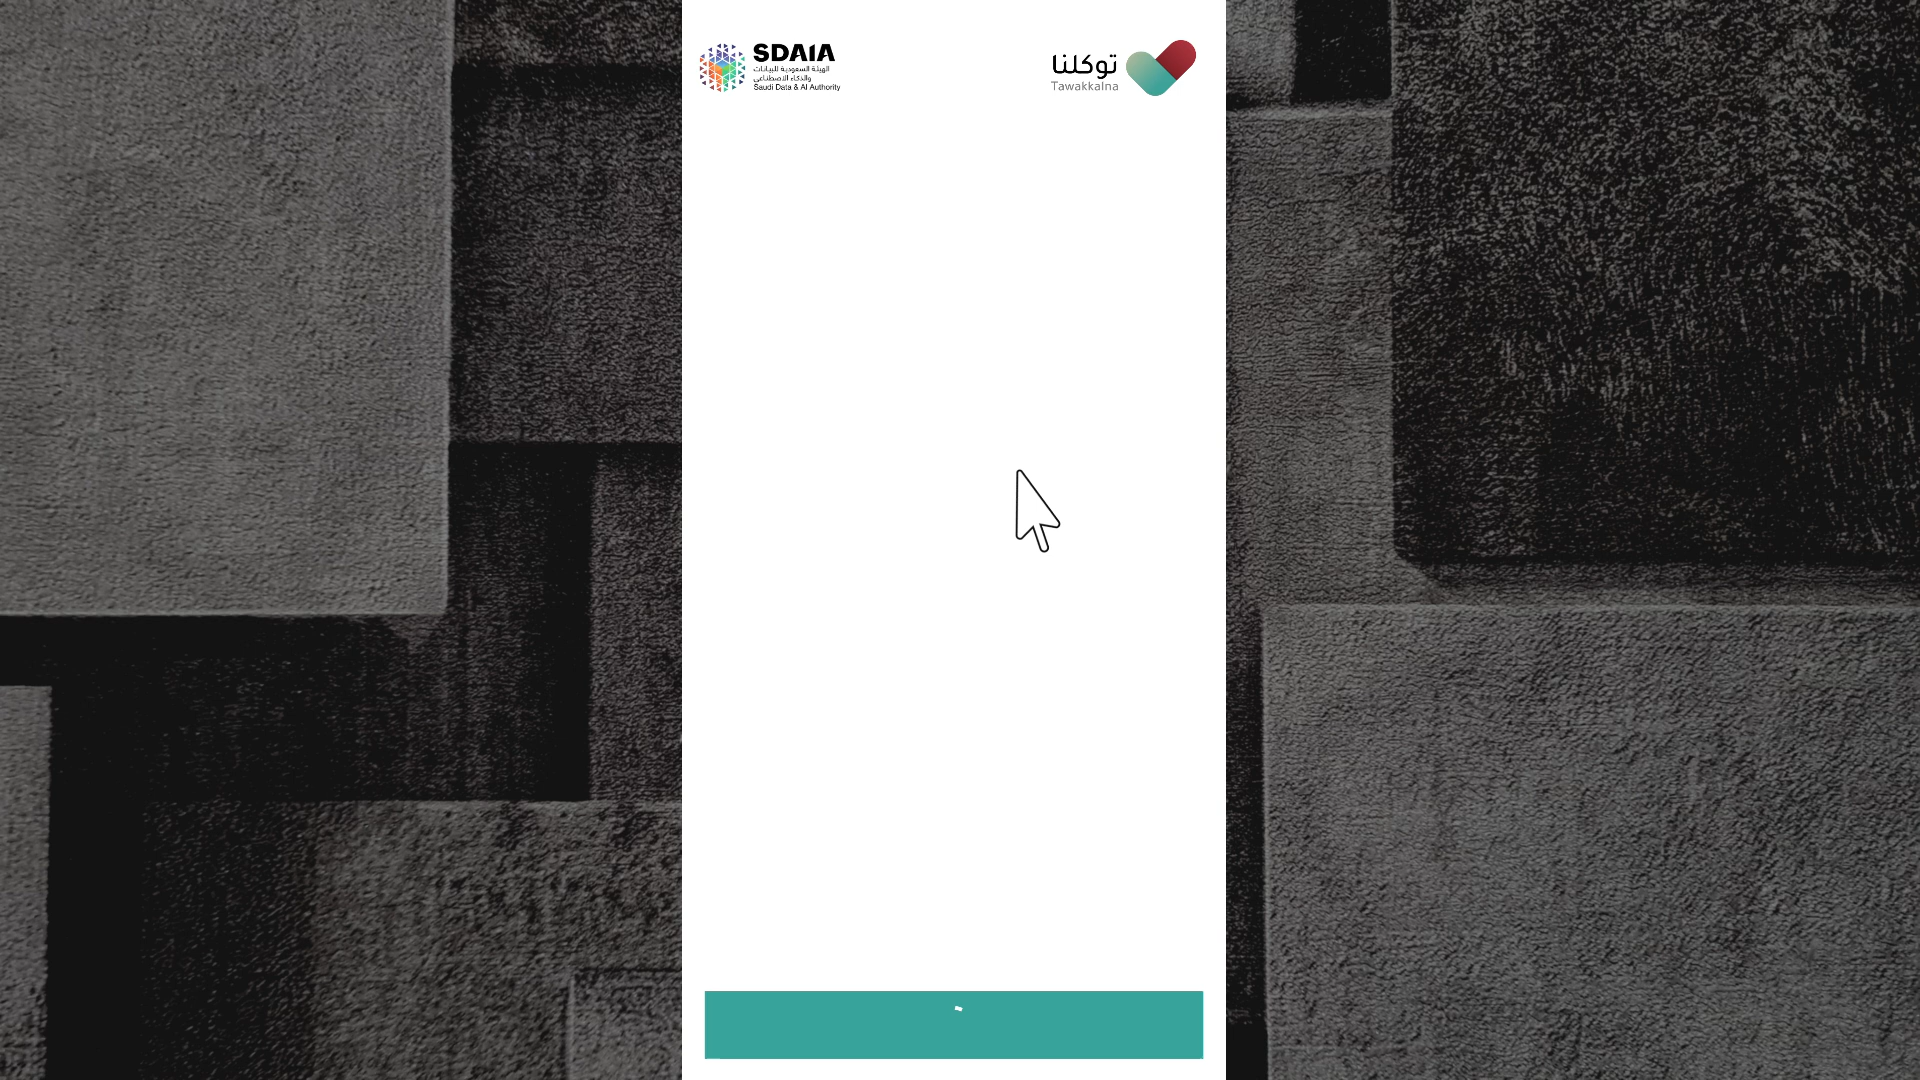 SDAIA
الهيئة السعودية للبيانات
والذكاء الاصطناعي
Saudi Data & AI Authority
توكلنا
Tawakkalna